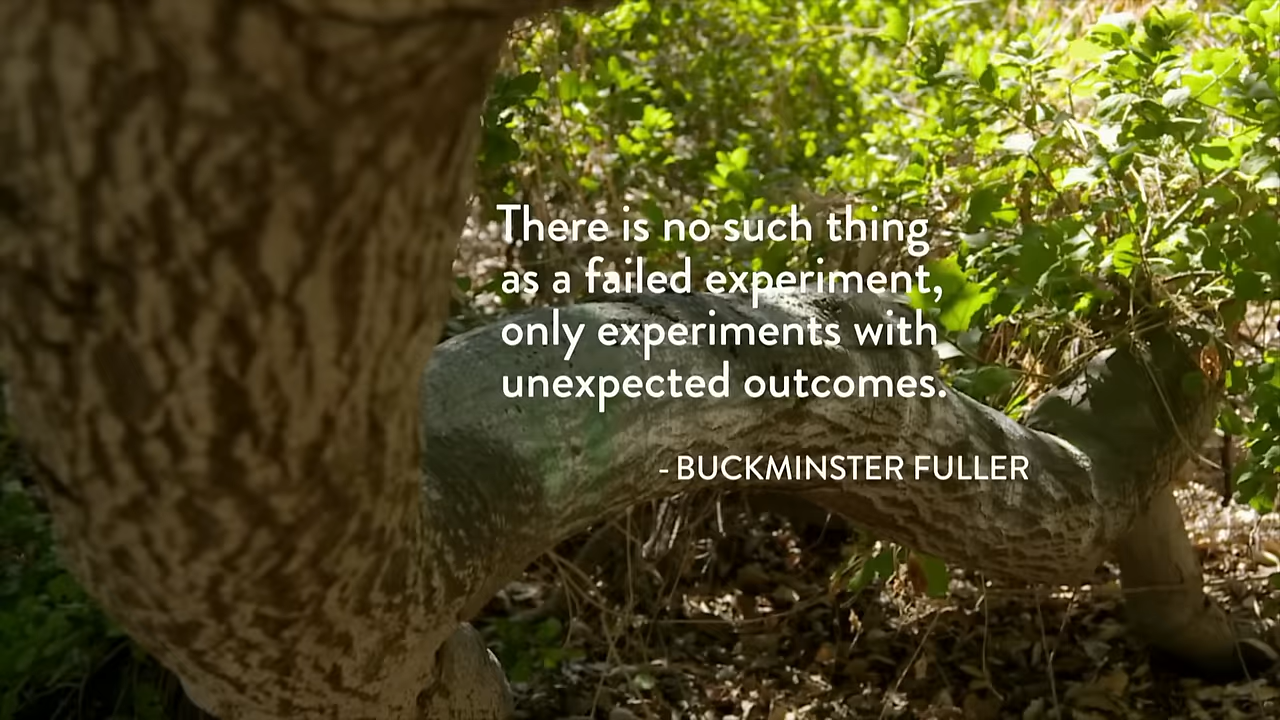 There is no such thing
as a failed experiment,
only experiments with
unexpected outcomes.
- BUCKMINSTER FULLER